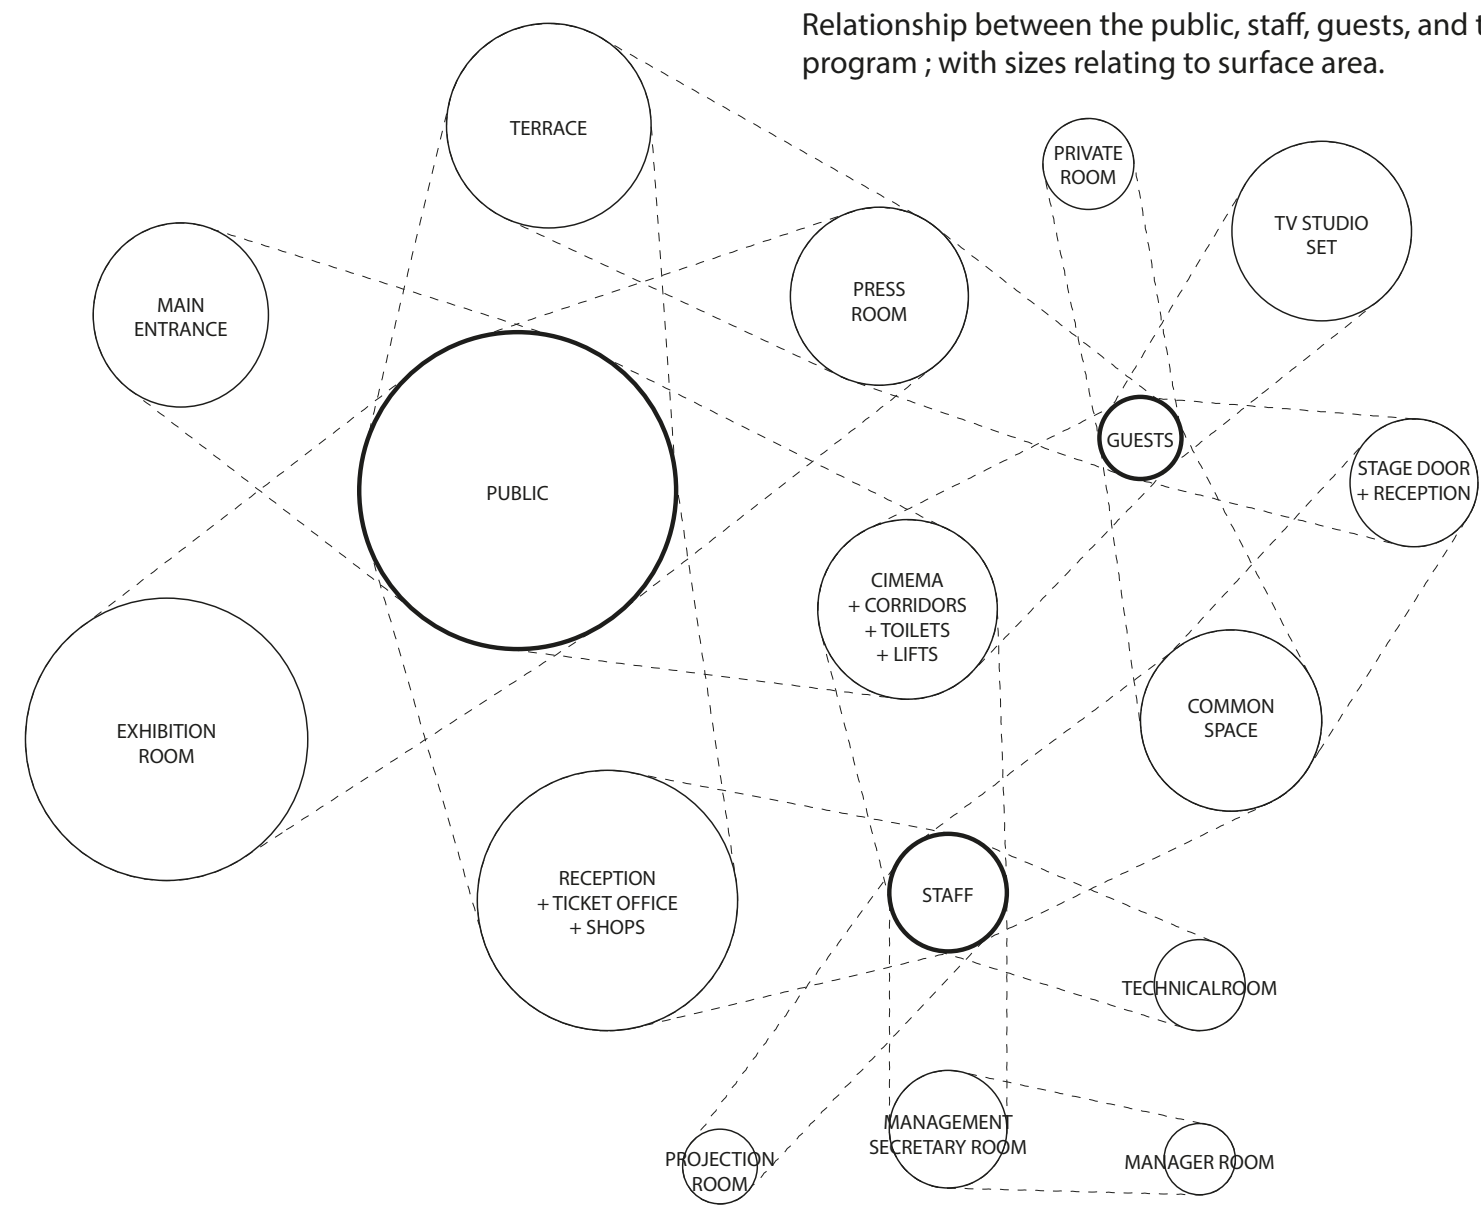 Relationship between the public, staff, guests, and t
program ; with sizes relating to surface area.
TERRACE
PRIVATE
ROOM
TV STUDIO
SET
MAIN
ENTRANCE
PRESS
ROOM
GUESTS
STAGE DOOR
+ RECEPTION
PUBLIC
CIMEMA
+ CORRIDORS
+ TOILETS
+ LIFTS
COMMON
SPACE
EXHIBITION
ROOM
RECEPTION
+ TICKET OFFICE
+ SHOPS
STAFF
TECHNICALROOM
MANAGEMENT
SECRETARY ROOM
PROJECTION
ROOM
MANAGER ROOM